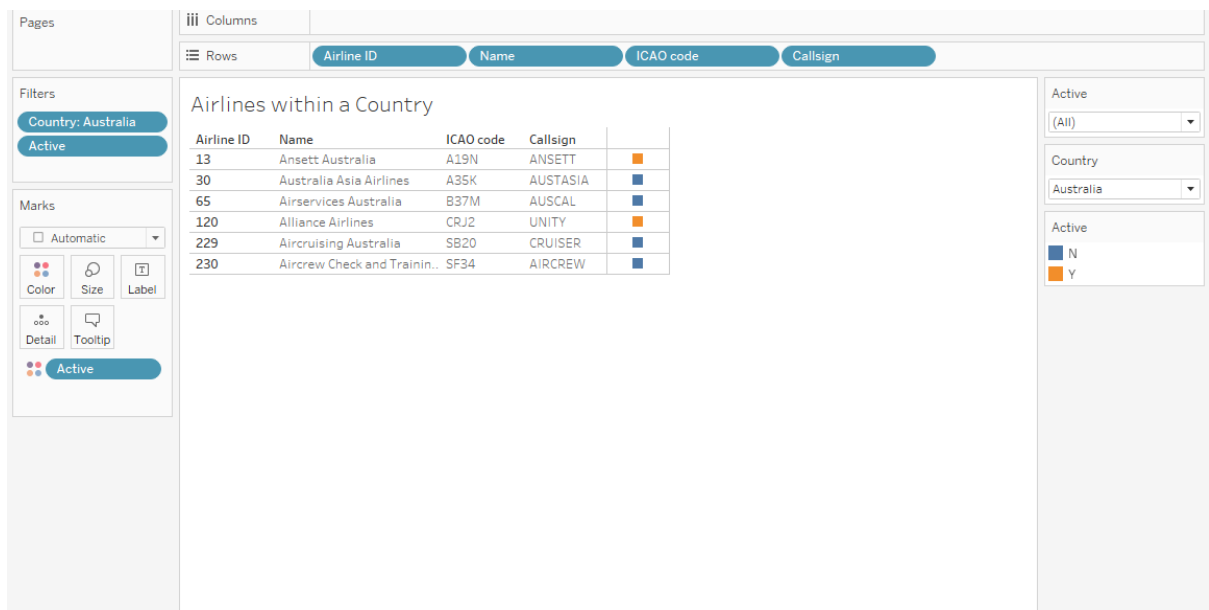 Pages
Columns
Rows
Airline ID Name ICAO code Callsign
Filters
Country: Australia
Active
Marks
Automatic
Color Size Label
Detail Tooltip
Active
Airlines within a Country
Airline ID Name ICAO code Callsign
13 Ansett Australia A19N ANSETT
30 Australia Asia Airlines A35K AUSTASIA
65 Airservices Australia B37M AUSCAL
120 Alliance Airlines CRJ2 UNITY
229 Aircruising Australia SB20 CRUISER
230 Aircrew Check and Trainin.. SF34 AIRCREW
Active
(All)
Country
Australia
Active
N
Y